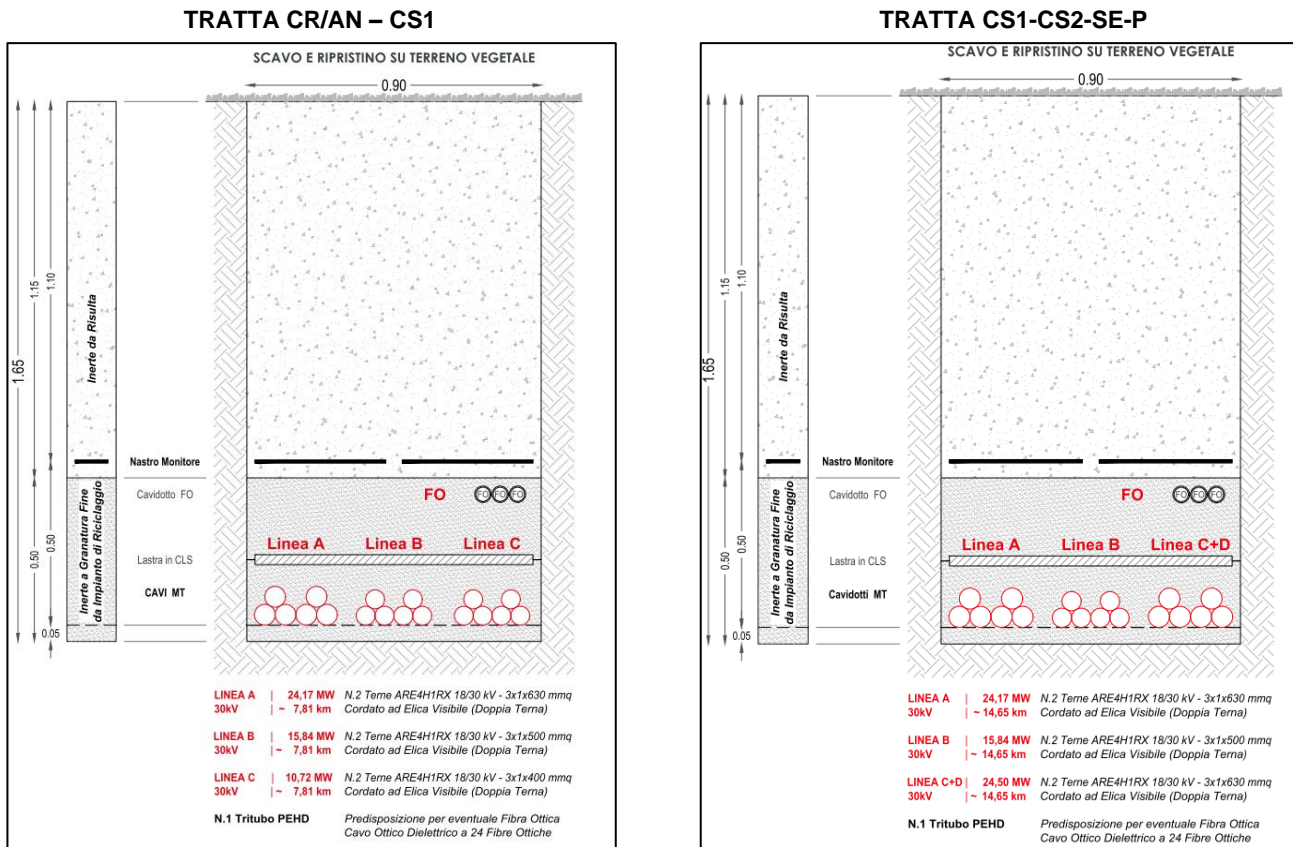 TRATTA CR/AN – CS1
SCAVO E RIPRISTINO SU TERRENO VEGETALE
0.90
1.65
1.15
1.10
Inerte da Risulta
Nastro Monitore
Cavidotto FO
FO
FO FO FO
0.50
0.50
Inerte a Granatura Fine
da Impianto di Riciclaggio
Linea A Linea B Linea C
Lastra in CLS
CAVI MT
0.05
LINEA A | 24,17 MW N.2 Terne ARE4H1RX 18/30 kV - 3x1x630 mmq
30kV | ~ 7,81 km Cordato ad Elica Visibile (Doppia Terna)
LINEA B | 15,84 MW N.2 Terne ARE4H1RX 18/30 kV - 3x1x500 mmq
30kV | ~ 7,81 km Cordato ad Elica Visibile (Doppia Terna)
LINEA C | 10,72 MW N.2 Terne ARE4H1RX 18/30 kV - 3x1x400 mmq
30kV | ~ 7,81 km Cordato ad Elica Visibile (Doppia Terna)
N.1 Tritubo PEHD Predisposizione per eventuale Fibra Ottica
Cavo Ottico Dielettrico a 24 Fibre Ottiche
TRATTA CS1-CS2-SE-P
SCAVO E RIPRISTINO SU TERRENO VEGETALE
0.90
1.65
1.15
1.10
Inerte da Risulta
Nastro Monitore
Cavidotto FO
FO
FO FO FO
0.50
0.50
Inerte a Granatura Fine
da Impianto di Riciclaggio
Linea A Linea B Linea C+D
Lastra in CLS
Cavidotti MT
0.05
LINEA A | 24,17 MW N.2 Terne ARE4H1RX 18/30 kV - 3x1x630 mmq
30kV | ~ 14,65 km Cordato ad Elica Visibile (Doppia Terna)
LINEA B | 15,84 MW N.2 Terne ARE4H1RX 18/30 kV - 3x1x500 mmq
30kV | ~ 14,65 km Cordato ad Elica Visibile (Doppia Terna)
LINEA C+D | 24,50 MW N.2 Terne ARE4H1RX 18/30 kV - 3x1x630 mmq
30kV | ~ 14,65 km Cordato ad Elica Visibile (Doppia Terna)
N.1 Tritubo PEHD Predisposizione per eventuale Fibra Ottica
Cavo Ottico Dielettrico a 24 Fibre Ottiche